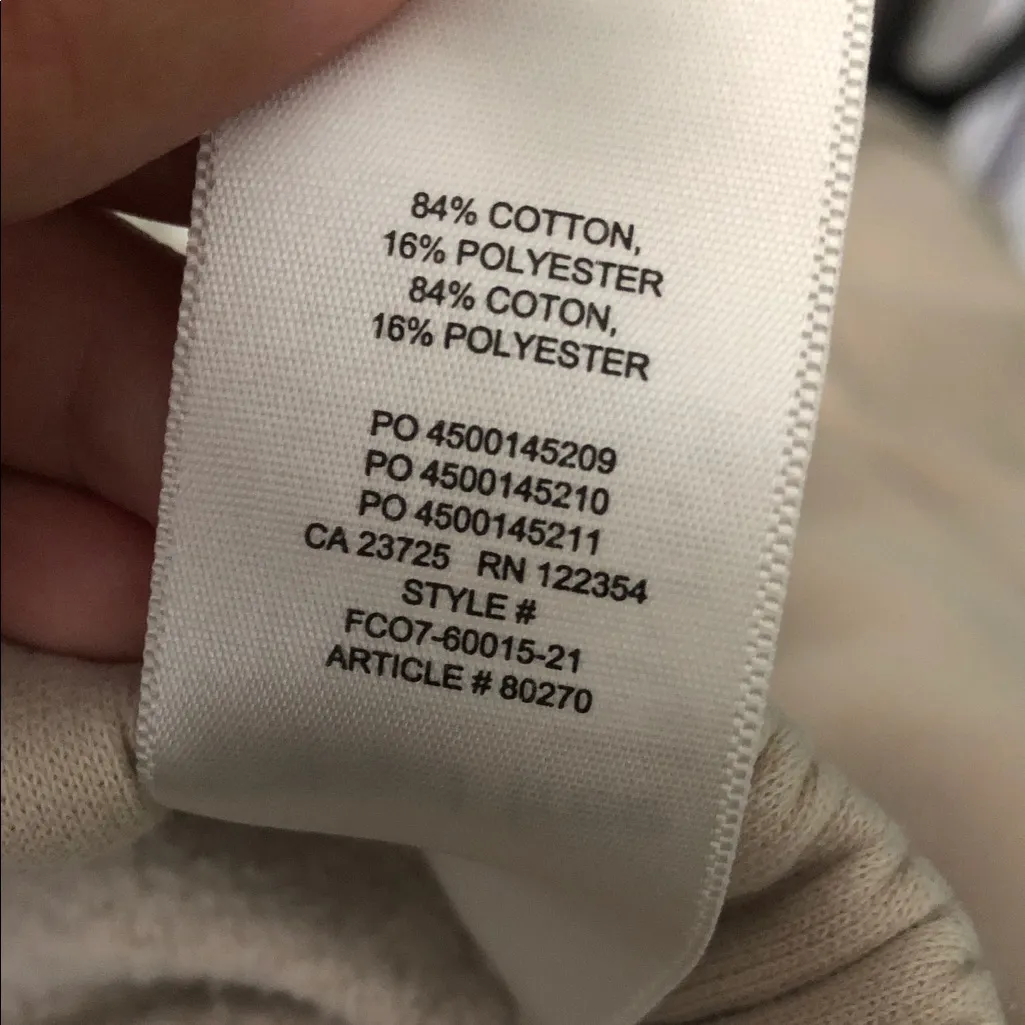 84% COTTON,
16% POLYESTER
84% COTON,
16% POLYESTER
PO 4500145209
PO 4500145210
PO 4500145211
CA 23725 RN 122354
STYLE #
FCO7-60015-21
ARTICLE # 80270